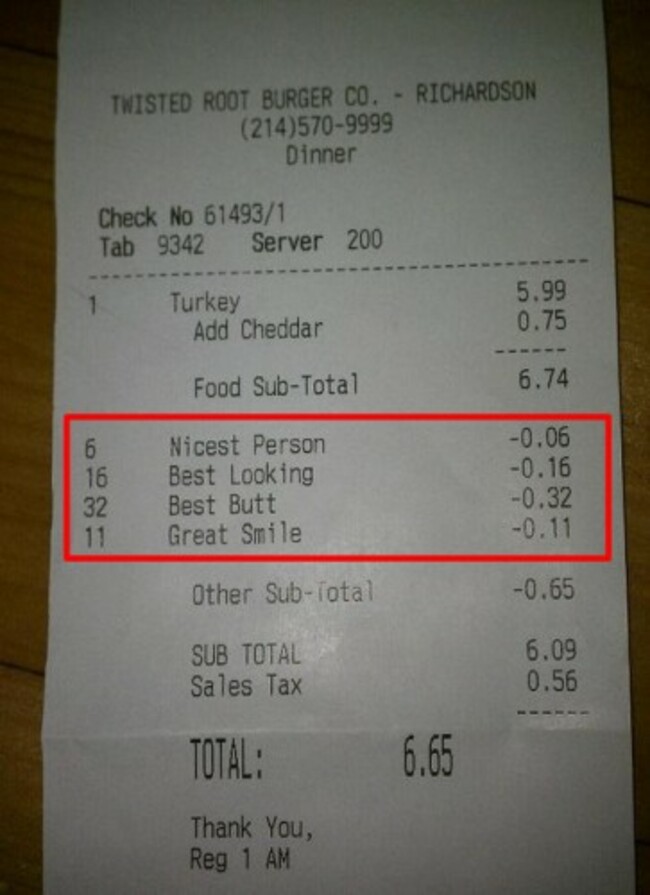 TWISTED ROOT BURGER CO. - RICHARDSON
(214)570-9999
Dinner
Check No 61493/1
Tab 9342 Server 200
1 Turkey 5.99
Add Cheddar 0.75
Food Sub-Total 6.74
6 Nicest Person -0.06
16 Best Looking -0.16
32 Best Butt -0.32
11 Great Smile -0.11
Other Sub-Total -0.65
SUB TOTAL 6.09
Sales Tax 0.56
TOTAL: 6.65
Thank You,
Reg 1 AM